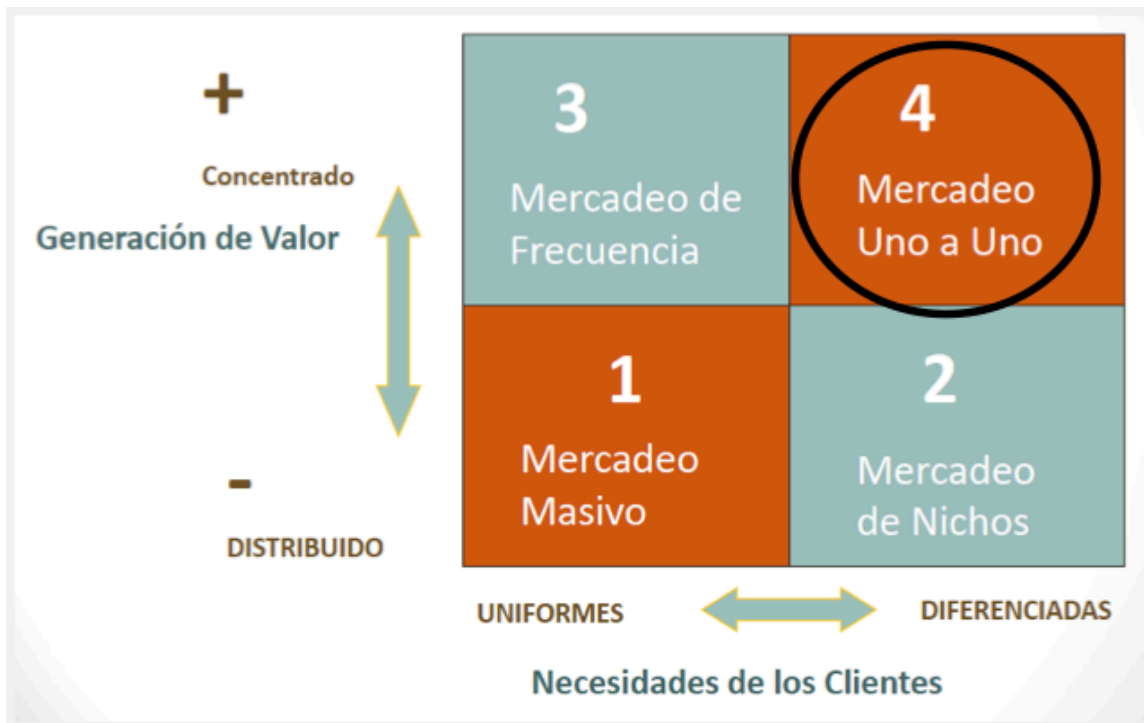 +
Concentrado
Generación de Valor
-
DISTRIBUIDO
3
Mercadeo de
Frecuencia
4
Mercadeo
Uno a Uno
1
Mercadeo
Masivo
2
Mercadeo
de Nichos
UNIFORMES
DIFERENCIADAS
Necesidades de los Clientes